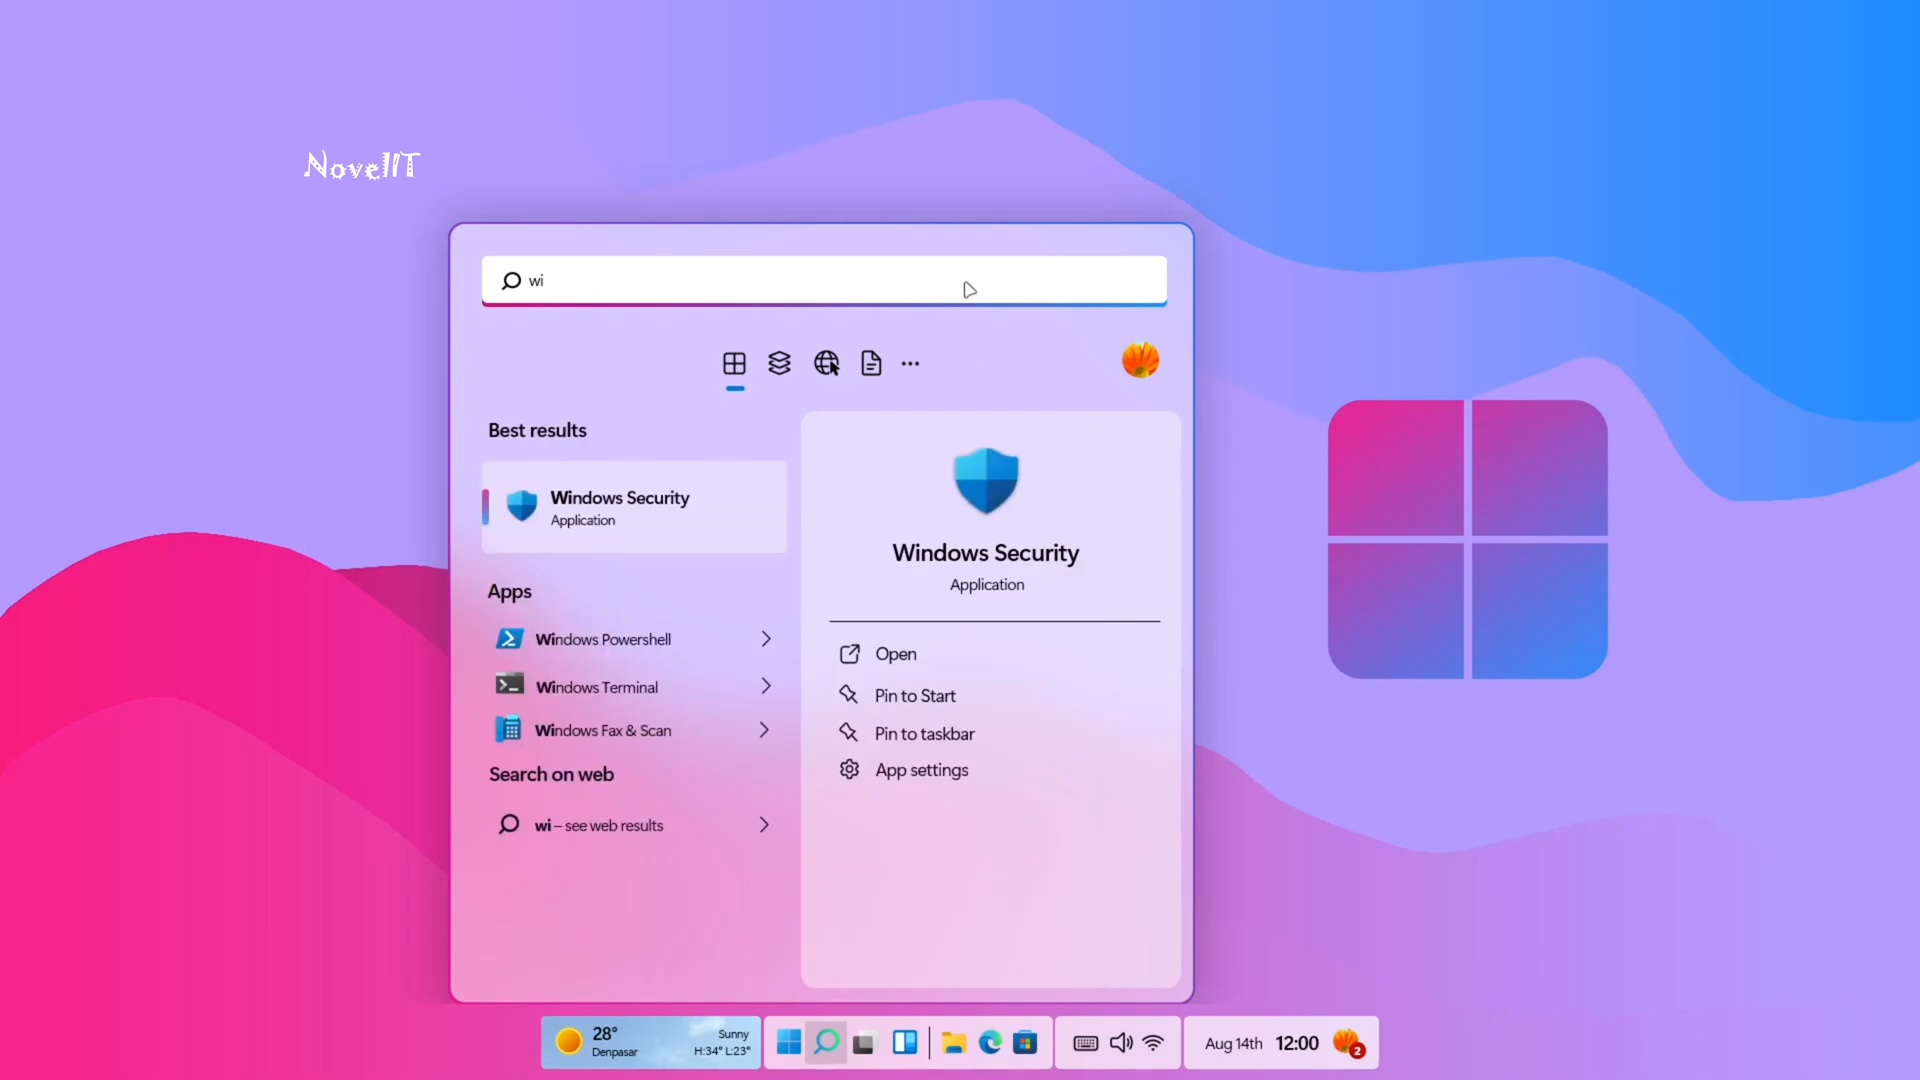 NovelIT
wi
Best results
Windows Security
Application
Apps
Windows Powershell
Windows Terminal
Windows Fax & Scan
Search on web
wi – see web results
Windows Security
Application
Open
Pin to Start
Pin to taskbar
App settings
28°
Denpasar
Sunny
H:34° L:23°
Aug 14th 12:00
2